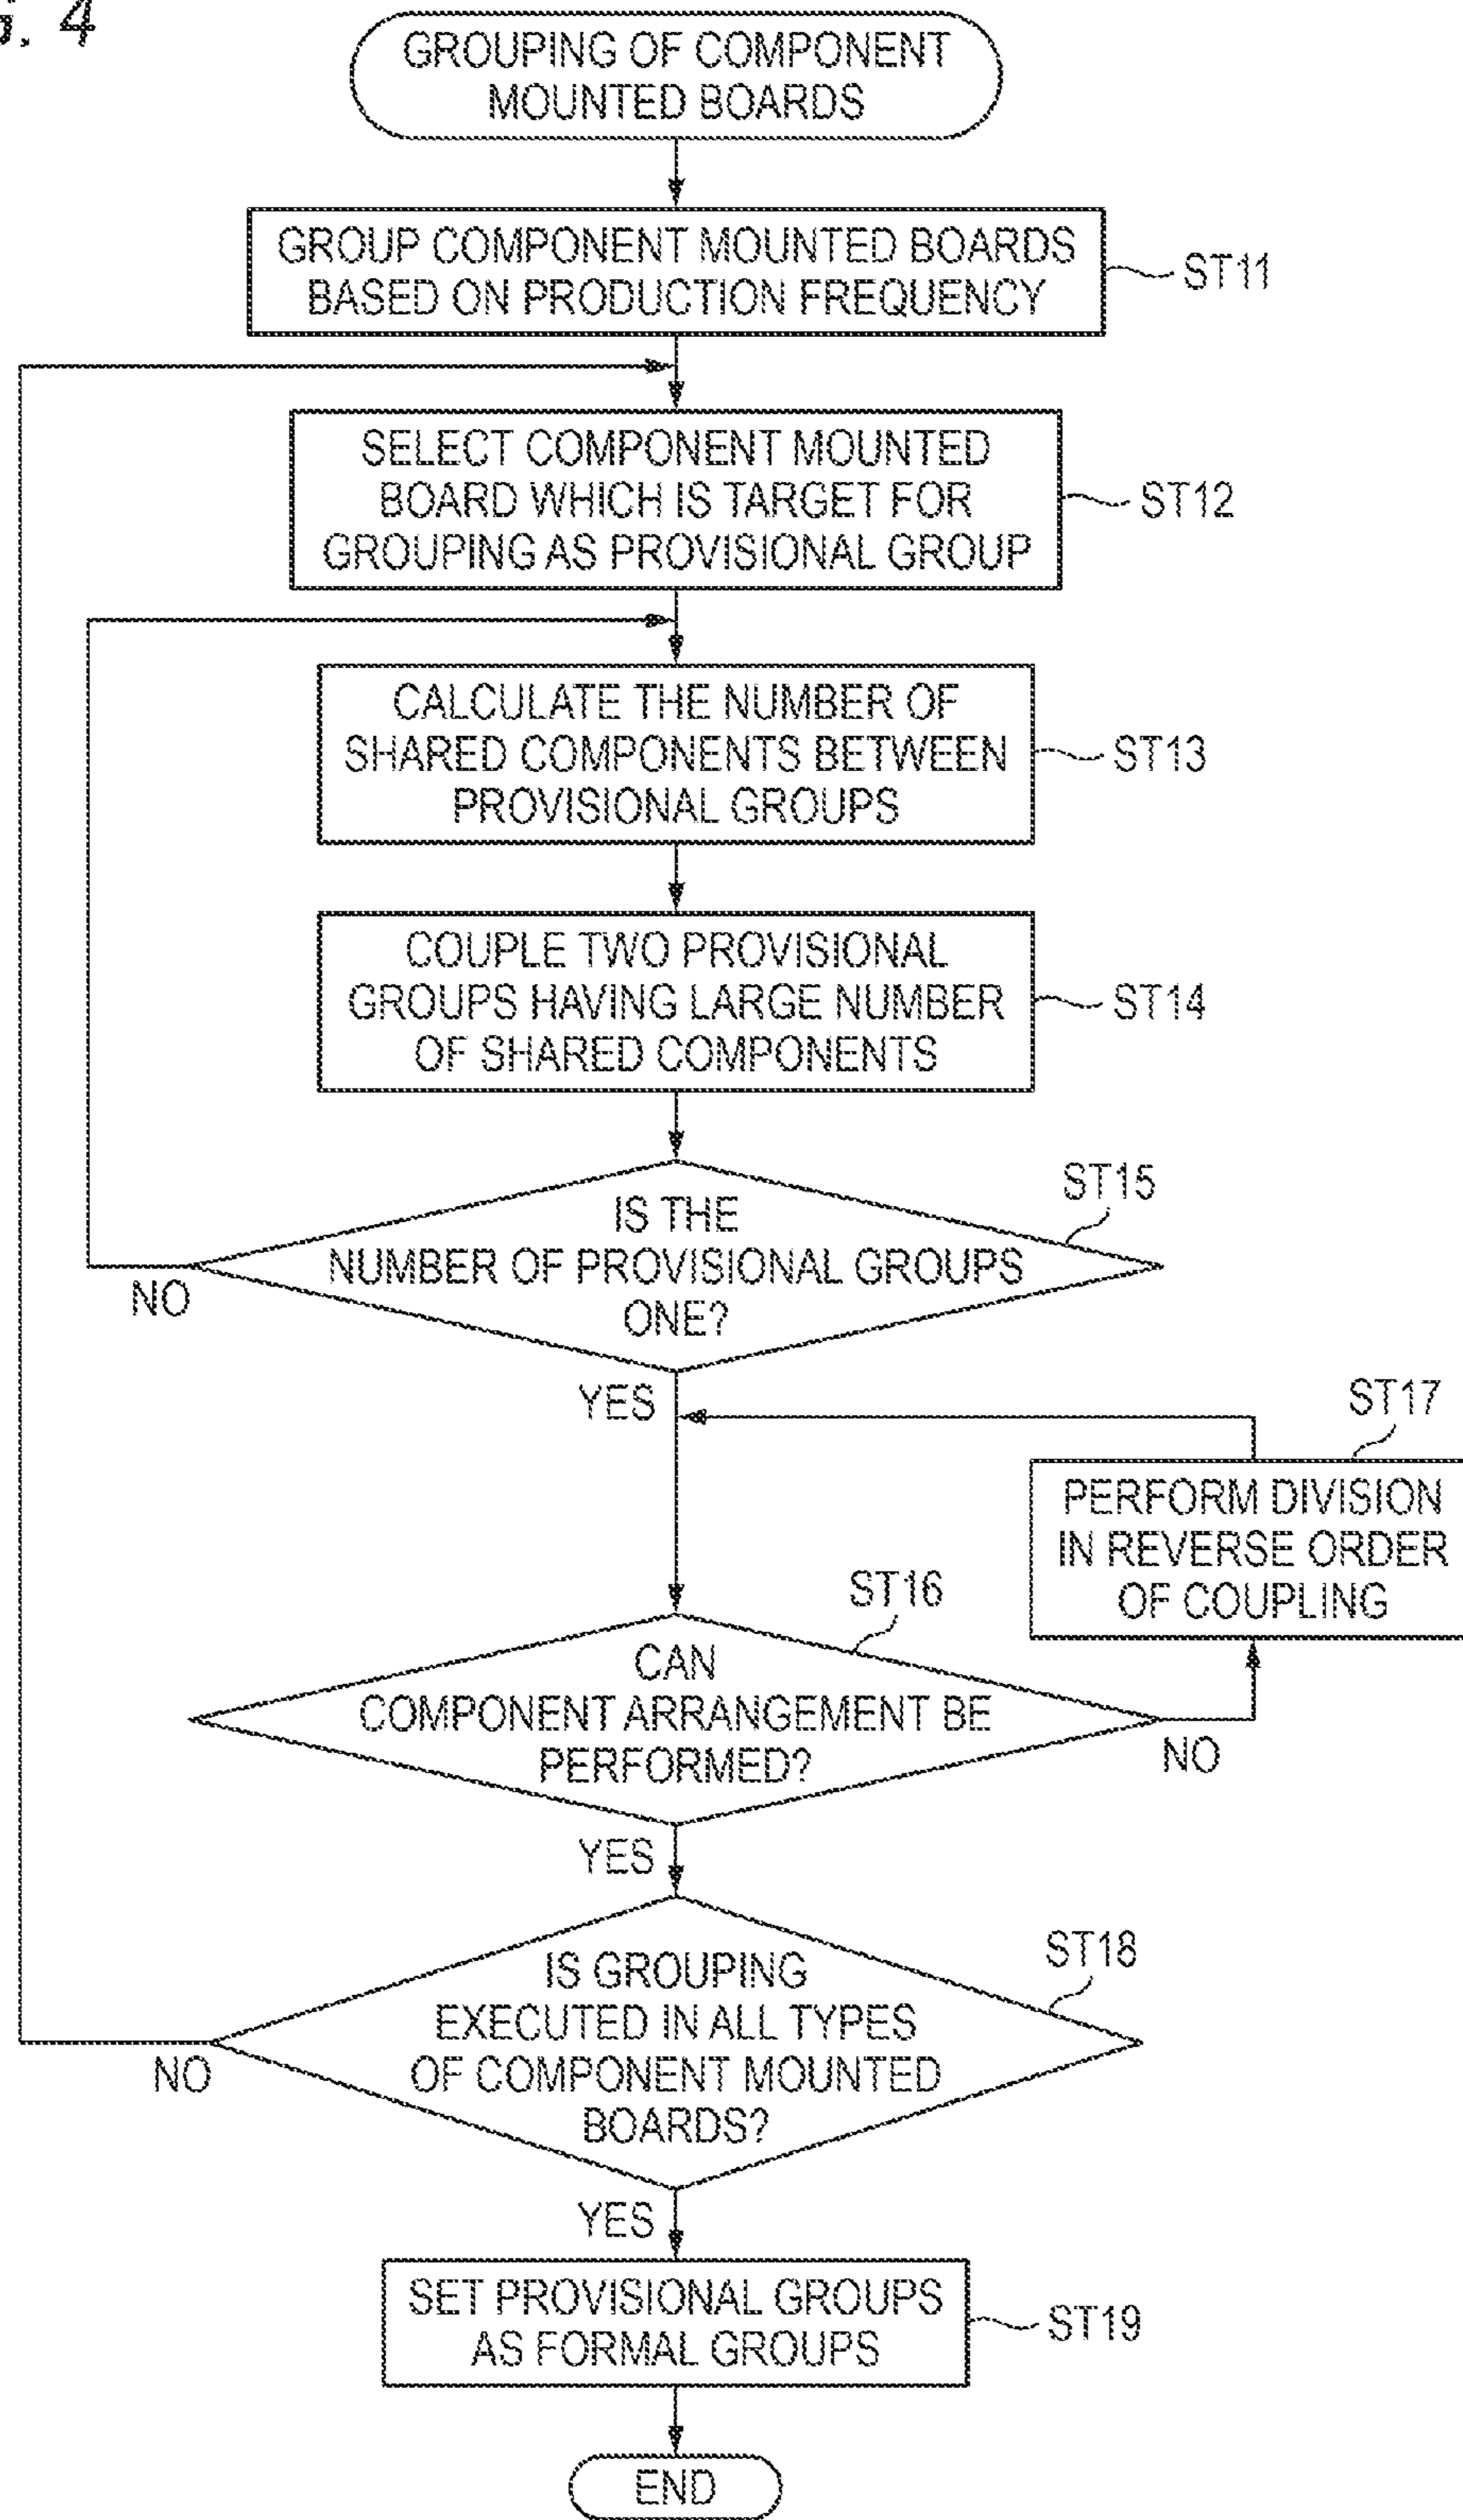 G. 4
GROUPING OF COMPONENT
MOUNTED BOARDS
GROUP COMPONENT MOUNTED BOARDS
BASED ON PRODUCTION FREQUENCY
ST11
SELECT COMPONENT MOUNTED
BOARD WHICH IS TARGET FOR
GROUPING AS PROVISIONAL GROUP
ST12
CALCULATE THE NUMBER OF
SHARED COMPONENTS BETWEEN
PROVISIONAL GROUPS
ST13
COUPLE TWO PROVISIONAL
GROUPS HAVING LARGE NUMBER
OF SHARED COMPONENTS
ST14
ST15
IS THE
NUMBER OF PROVISIONAL GROUPS
ONE?
NO
YES
ST17
PERFORM DIVISION
IN REVERSE ORDER
OF COUPLING
ST16
CAN
COMPONENT ARRANGEMENT BE
PERFORMED?
NO
YES
ST18
IS GROUPING
EXECUTED IN ALL TYPES
OF COMPONENT MOUNTED
BOARDS?
NO
YES
SET PROVISIONAL GROUPS
AS FORMAL GROUPS
ST19
END